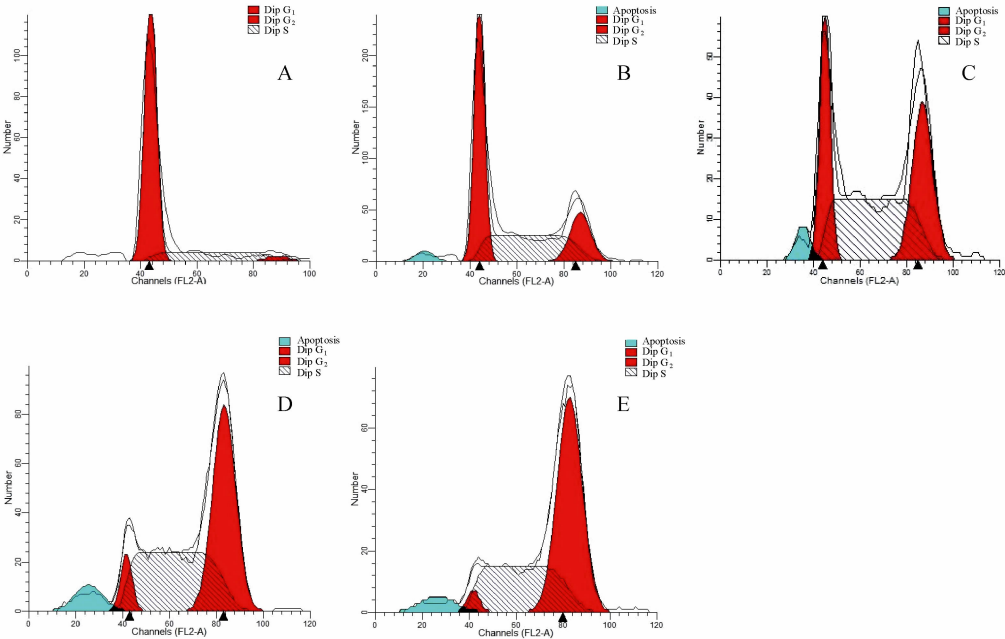 Dip G1
Dip G2
Dip S
A
Number
0 20 40 60 80 100 120
0 20 40 60 80 100
Channels (FL2-A)
Apoptosis
Dip G1
Dip G2
Dip S
B
Number
0 50 100 150 200
0 20 40 60 80 100 120
Channels (FL2-A)
Apoptosis
Dip G1
Dip G2
Dip S
C
Number
0 10 20 30 40 50
0 20 40 60 80 100 120
Channels (FL2-A)
Apoptosis
Dip G1
Dip G2
Dip S
D
Number
0 20 40 60 80
0 20 40 60 80 100 120
Channels (FL2-A)
Apoptosis
Dip G1
Dip G2
Dip S
E
Number
0 20 40 60
0 20 40 60 80 100 120
Channels (FL2-A)